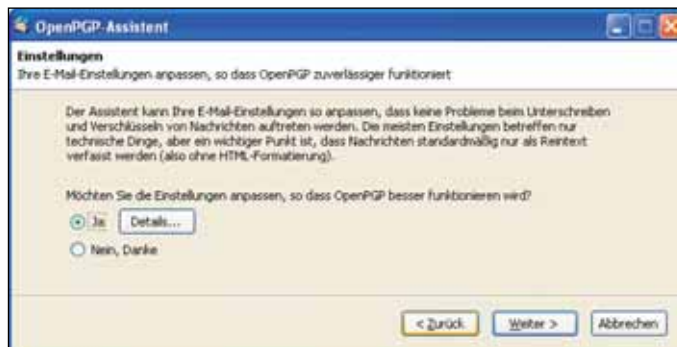 OpenPGP-Assistent
Einstellungen
Ihre E-Mail-Einstellungen anpassen, so dass OpenPGP zuverlässiger funktioniert
Der Assistent kann Ihre E-Mail-Einstellungen so anpassen, dass keine Probleme beim Unterschreiben
und Verschlüsseln von Nachrichten auftreten werden. Die meisten Einstellungen betreffen nur
technische Dinge, aber ein wichtiger Punkt ist, dass Nachrichten standardmäßig nur als Reintext
verfasst werden (also ohne HTML-Formatierung).
Möchten Sie die Einstellungen anpassen, so dass OpenPGP besser funktionieren wird?
Ja Details...
Nein, Danke
< Zurück Weiter > Abbrechen